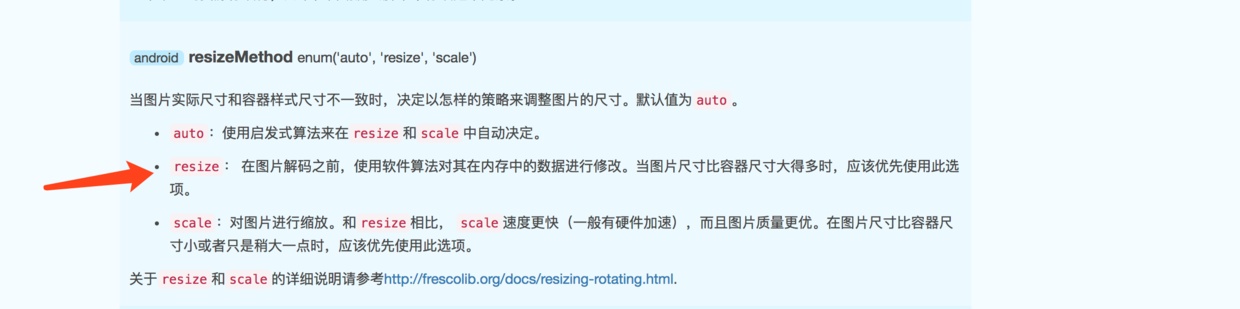 android resizeMethod enum('auto', 'resize', 'scale')
当图片实际尺寸和容器样式尺寸不一致时，决定以怎样的策略来调整图片的尺寸。默认值为 auto 。
• auto： 使用启发式算法来在 resize 和 scale 中自动决定。
• resize： 在图片解码之前，使用软件算法对其在内存中的数据进行修改。当图片尺寸比容器尺寸大得多时，应该优先使用此选
项。
• scale： 对图片进行缩放。和 resize 相比， scale 速度更快（一般有硬件加速），而且图片质量更优。在图片尺寸比容器尺
寸小或者只是稍大一点时，应该优先使用此选项。
关于 resize 和 scale 的详细说明请参考http://frescolib.org/docs/resizing-rotating.html.